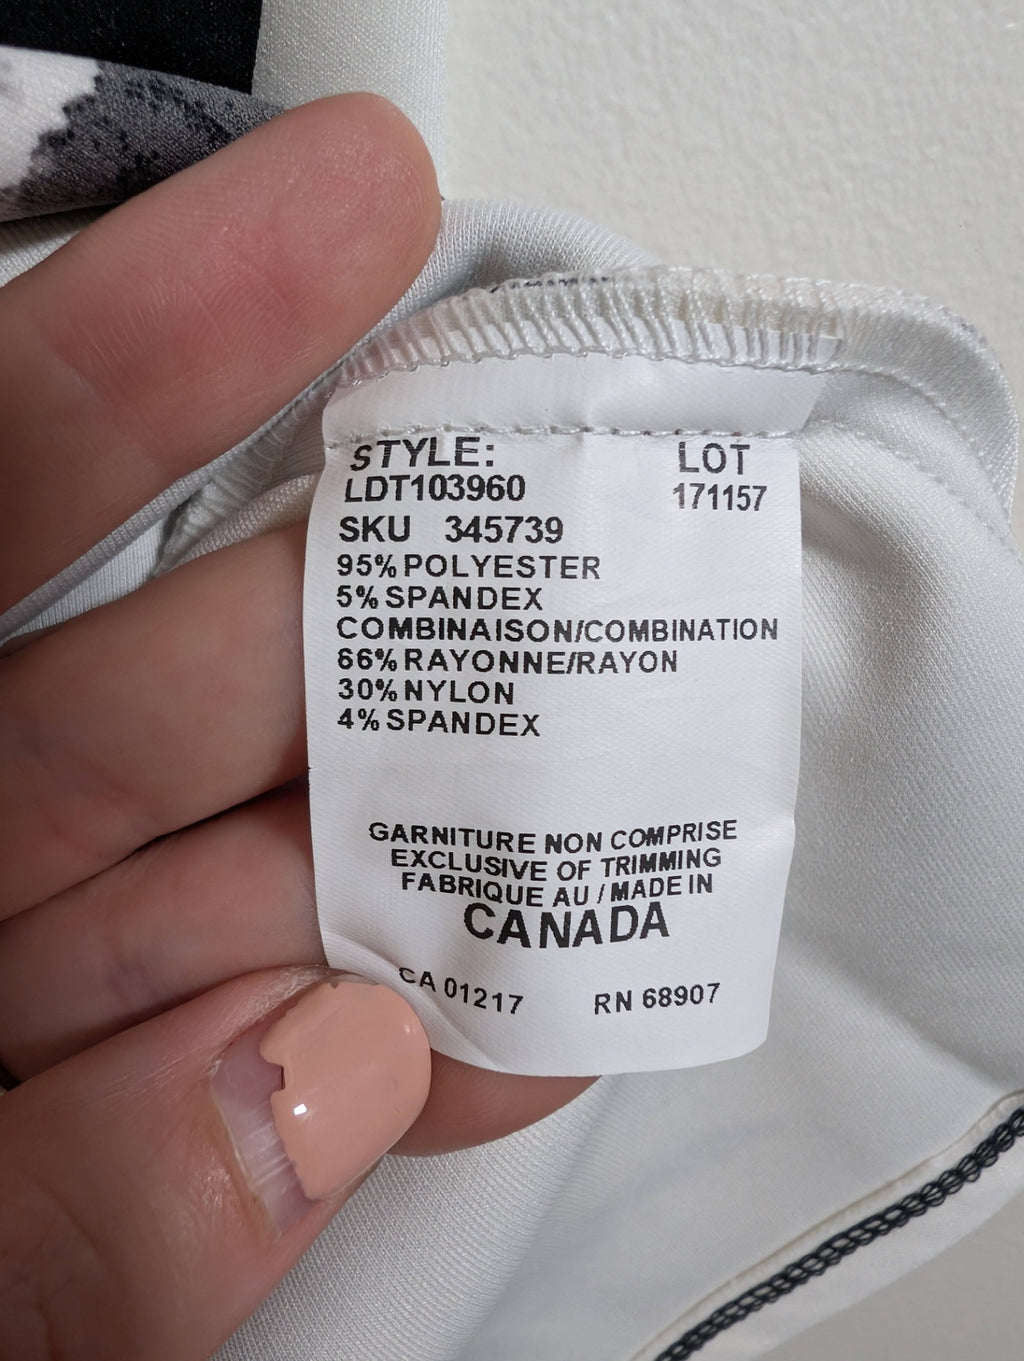 STYLE: LOT
LDT103960 171157
SKU 345739
95% POLYESTER
5% SPANDEX
COMBINAISON/COMBINATION
66% RAYONNE/RAYON
30% NYLON
4% SPANDEX
GARNITURE NON COMPRISE
EXCLUSIVE OF TRIMMING
FABRIQUE AU / MADE IN
CANADA
CA 01217 RN 68907